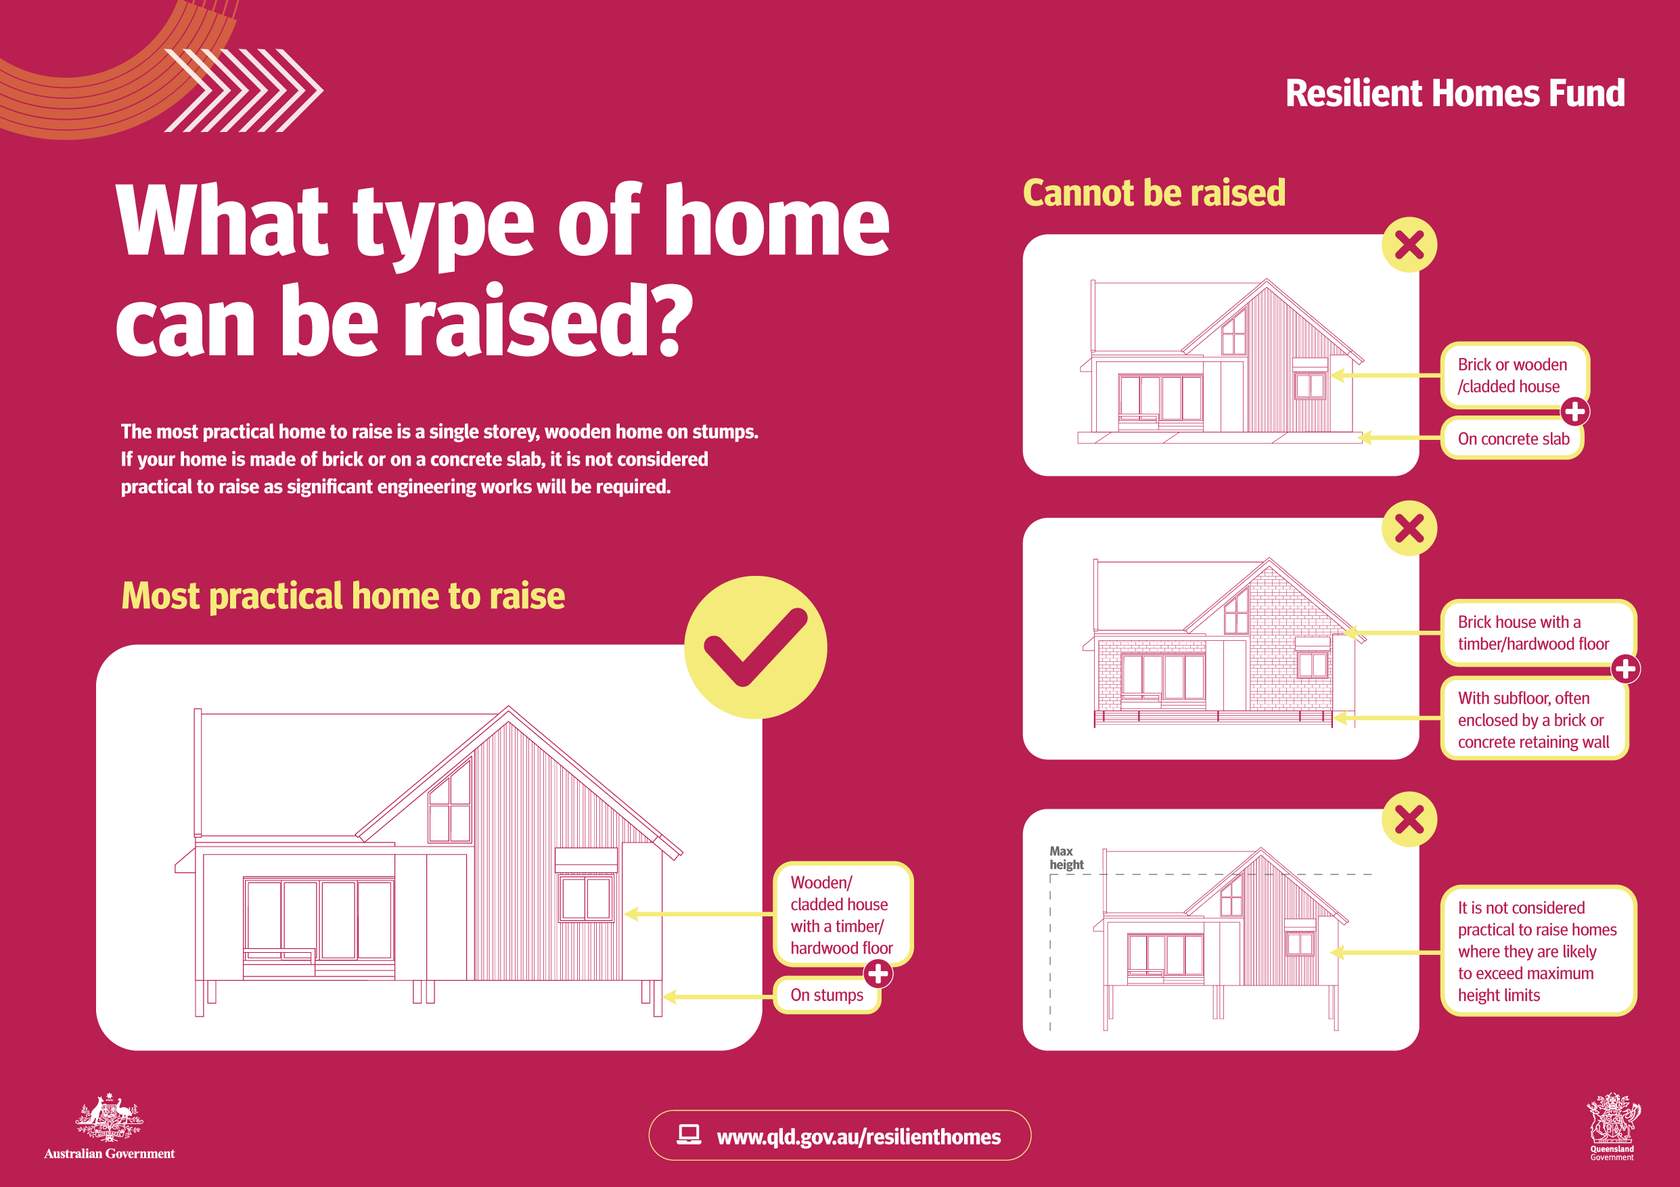 Resilient Homes Fund
What type of home
can be raised?
The most practical home to raise is a single storey, wooden home on stumps.
If your home is made of brick or on a concrete slab, it is not considered
practical to raise as significant engineering works will be required.
Most practical home to raise
Wooden/
cladded house
with a timber/
hardwood floor
On stumps
Cannot be raised
Brick or wooden
/cladded house
On concrete slab
Brick house with a
timber/hardwood floor
With subfloor, often
enclosed by a brick or
concrete retaining wall
Max
height
It is not considered
practical to raise homes
where they are likely
to exceed maximum
height limits
Australian Government
www.qld.gov.au/resilienthomes
Queensland
Government